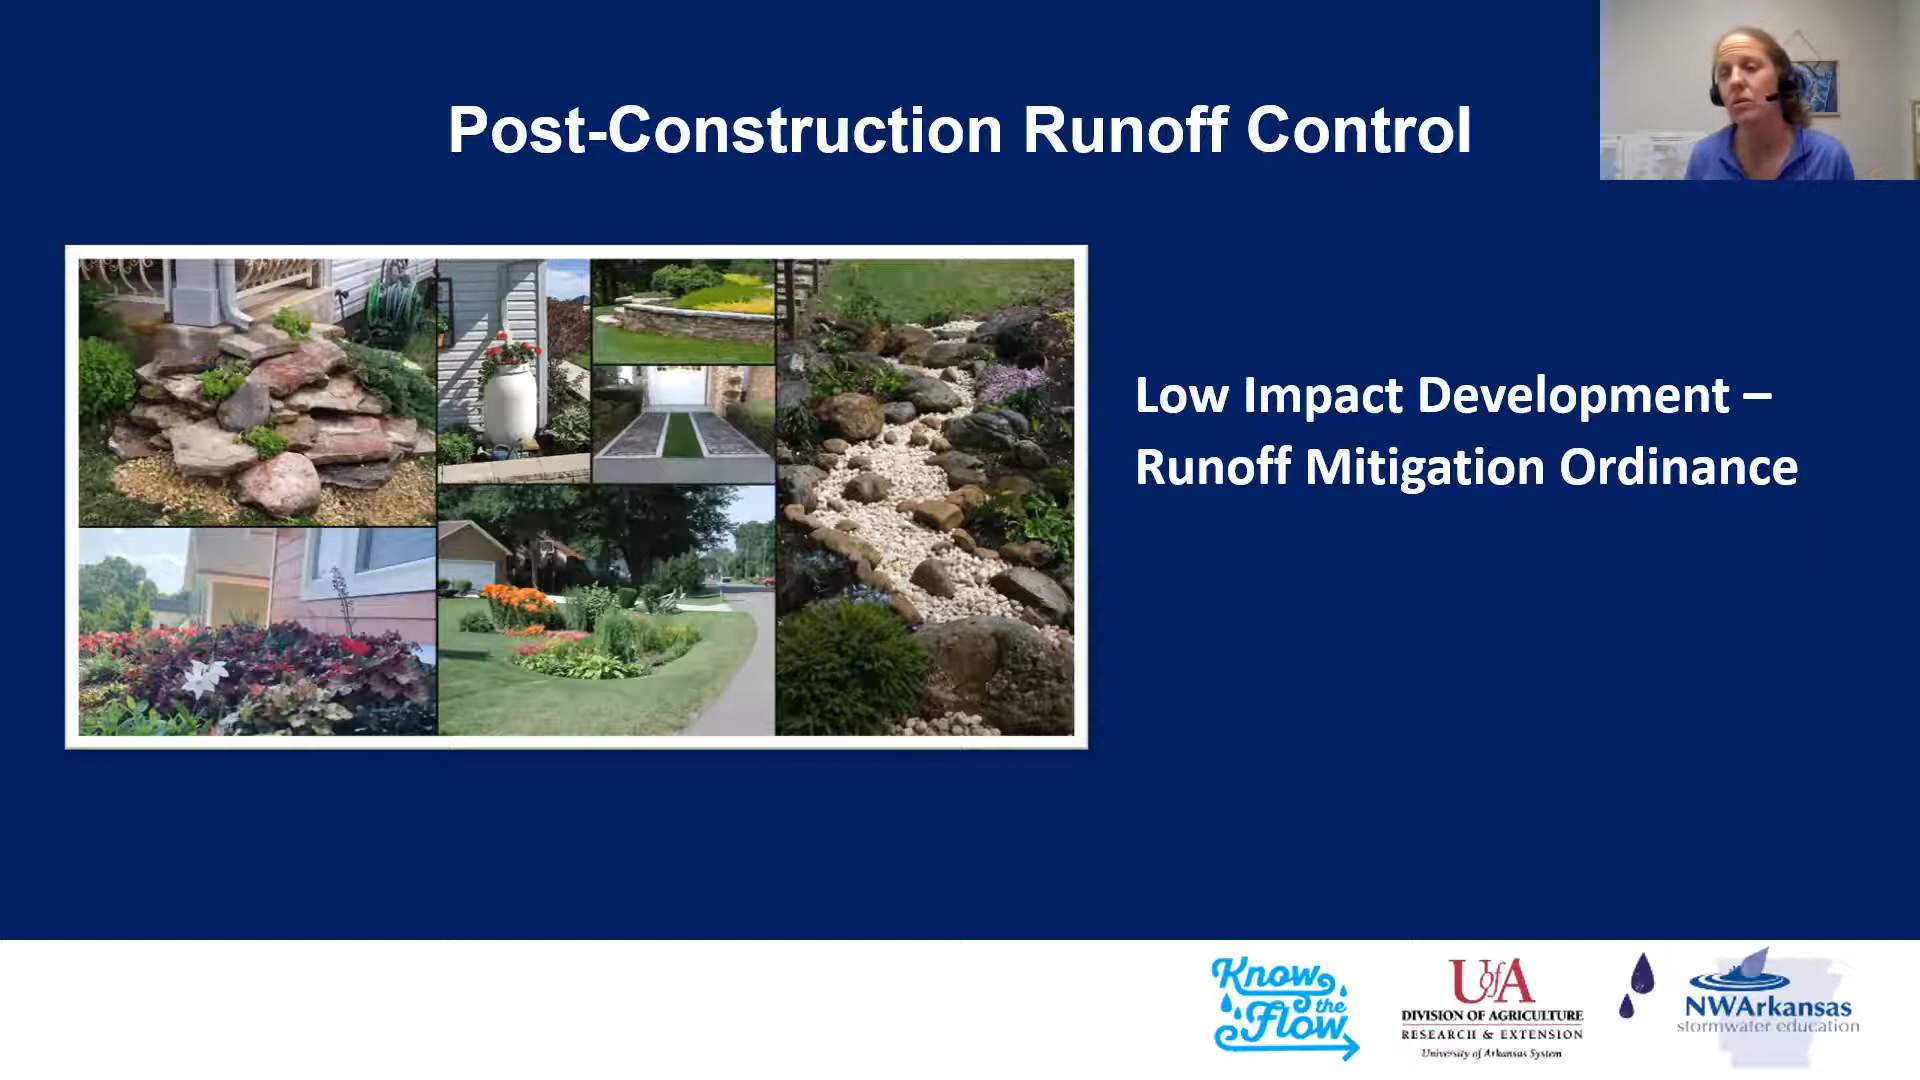 Post-Construction Runoff Control
Low Impact Development –
Runoff Mitigation Ordinance
Know
the
Flow
UofA
DIVISION OF AGRICULTURE
RESEARCH & EXTENSION
University of Arkansas System
NWArkansas
stormwater education